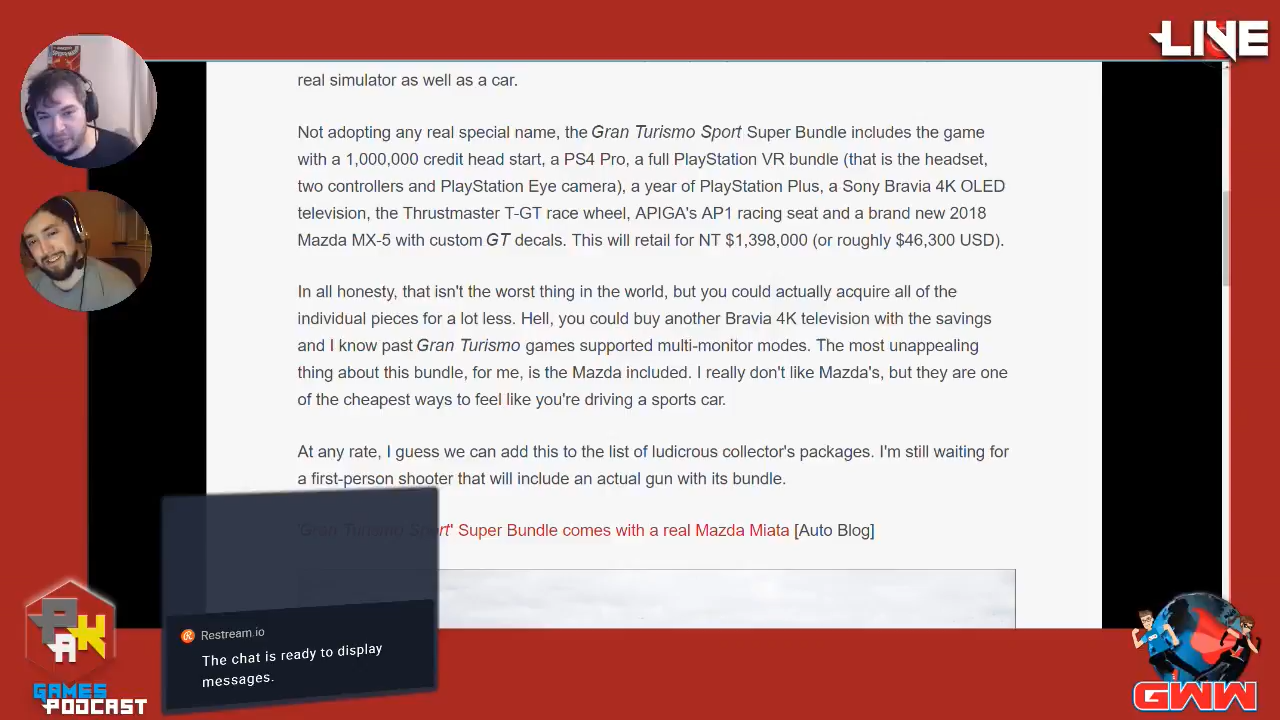 LIVE
real simulator as well as a car.
Not adopting any real special name, the Gran Turismo Sport Super Bundle includes the game
with a 1,000,000 credit head start, a PS4 Pro, a full PlayStation VR bundle (that is the headset,
two controllers and PlayStation Eye camera), a year of PlayStation Plus, a Sony Bravia 4K OLED
television, the Thrustmaster T-GT race wheel, APIGA's AP1 racing seat and a brand new 2018
Mazda MX-5 with custom GT decals. This will retail for NT $1,398,000 (or roughly $46,300 USD).
In all honesty, that isn't the worst thing in the world, but you could actually acquire all of the
individual pieces for a lot less. Hell, you could buy another Bravia 4K television with the savings
and I know past Gran Turismo games supported multi-monitor modes. The most unappealing
thing about this bundle, for me, is the Mazda included. I really don't like Mazda's, but they are one
of the cheapest ways to feel like you're driving a sports car.
At any rate, I guess we can add this to the list of ludicrous collector's packages. I'm still waiting for
a first-person shooter that will include an actual gun with its bundle.
'Gran Turismo Sport' Super Bundle comes with a real Mazda Miata [Auto Blog]
Restream.io
The chat is ready to display
messages.
PAK
GAMES
PODCAST
GWW